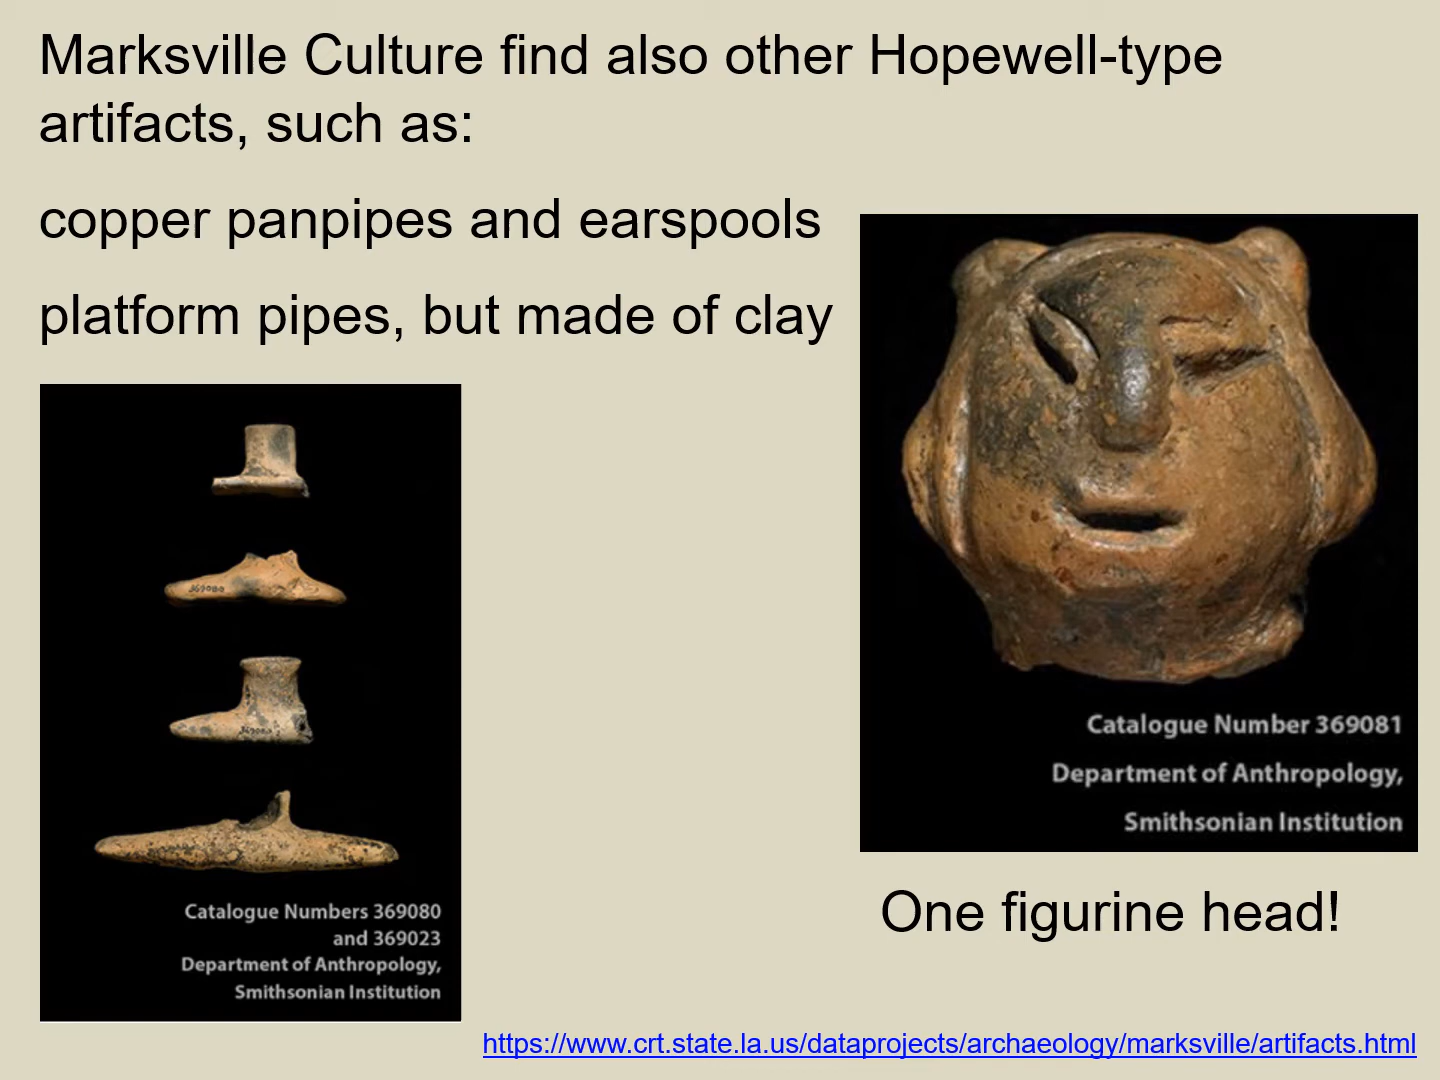 Marksville Culture find also other Hopewell-type
artifacts, such as:
copper panpipes and earspools
platform pipes, but made of clay
369080
369080
Catalogue Numbers 369080
and 369023
Department of Anthropology,
Smithsonian Institution
Catalogue Number 369081
Department of Anthropology,
Smithsonian Institution
One figurine head!
https://www.crt.state.la.us/dataprojects/archaeology/marksville/artifacts.html